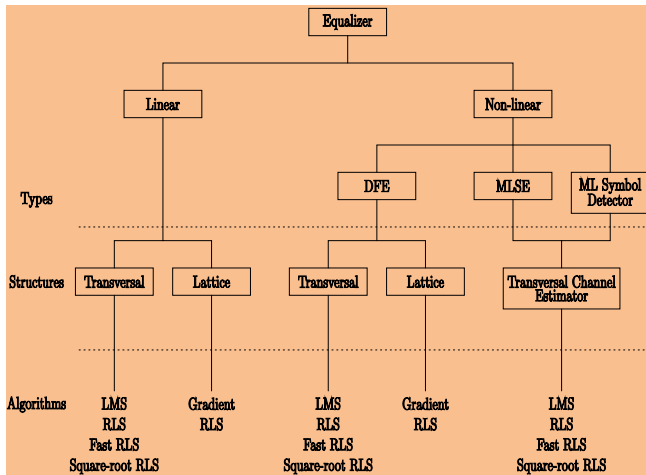 Equalizer
Linear
Non-linear
DFE
MLSE
ML Symbol
Detector
Types
Structures
Transversal
Lattice
Transversal
Lattice
Transversal Channel
Estimator
Algorithms
LMS
RLS
Fast RLS
Square-root RLS
Gradient
RLS
LMS
RLS
Fast RLS
Square-root RLS
Gradient
RLS
LMS
RLS
Fast RLS
Square-root RLS